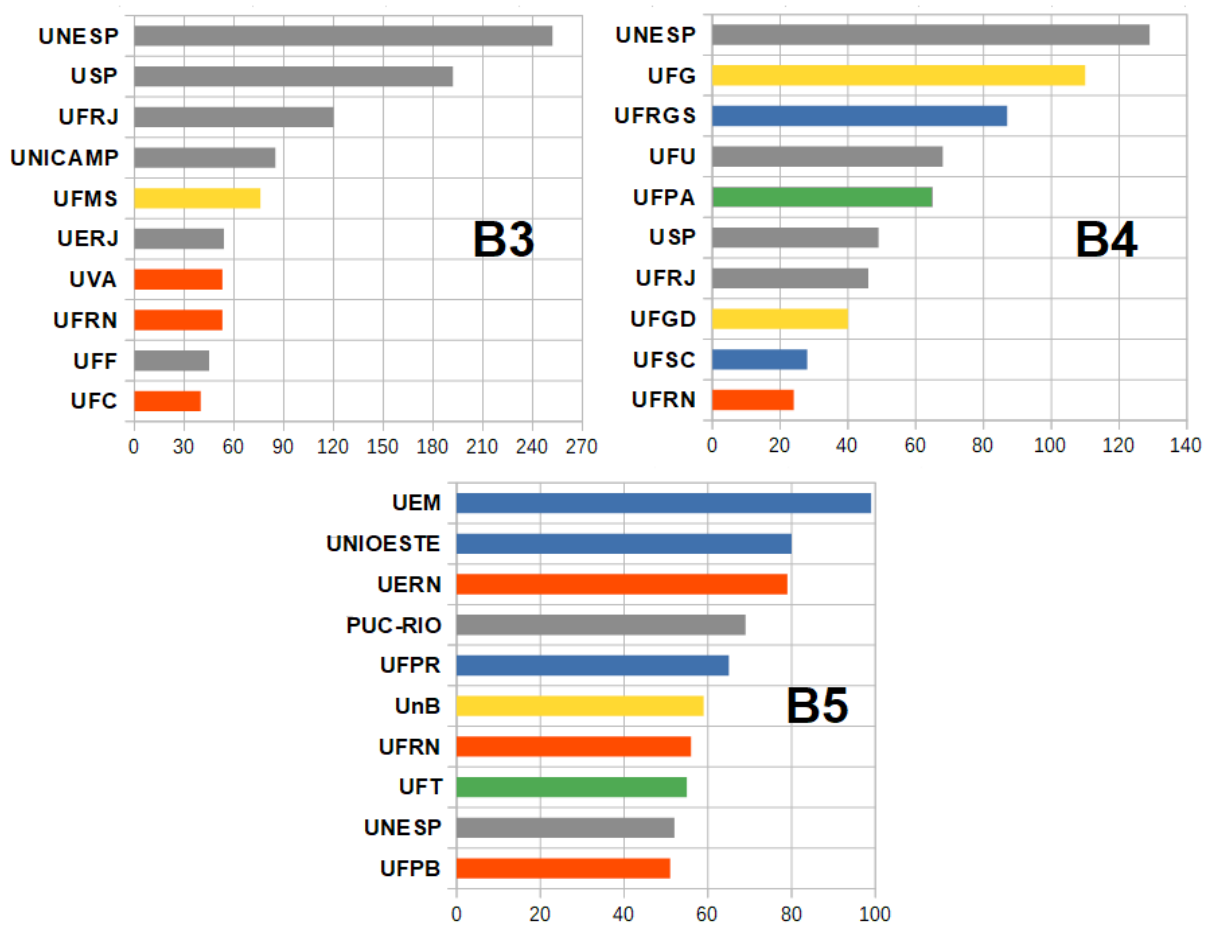 UNESP
USP
UFRJ
UNICAMP
UFMS
UERJ
UVA
UFRN
UFF
UFC
B3
0 30 60 90 120 150 180 210 240 270
UNESP
UFG
UFRGS
UFU
UFPA
USP
UFRJ
UFGD
UFSC
UFRN
B4
0 20 40 60 80 100 120 140
UEM
UNIOESTE
UERN
PUC-RIO
UFPR
UnB
UFRN
UFT
UNESP
UFPB
B5
0 20 40 60 80 100